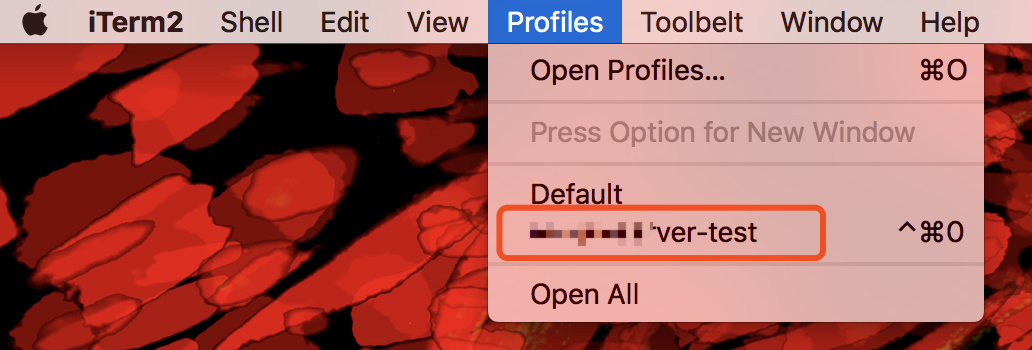 iTerm2 Shell Edit View Profiles Toolbelt Window Help
Open Profiles... ⌘O
Press Option for New Window
Default
ver-test ^⌘0
Open All